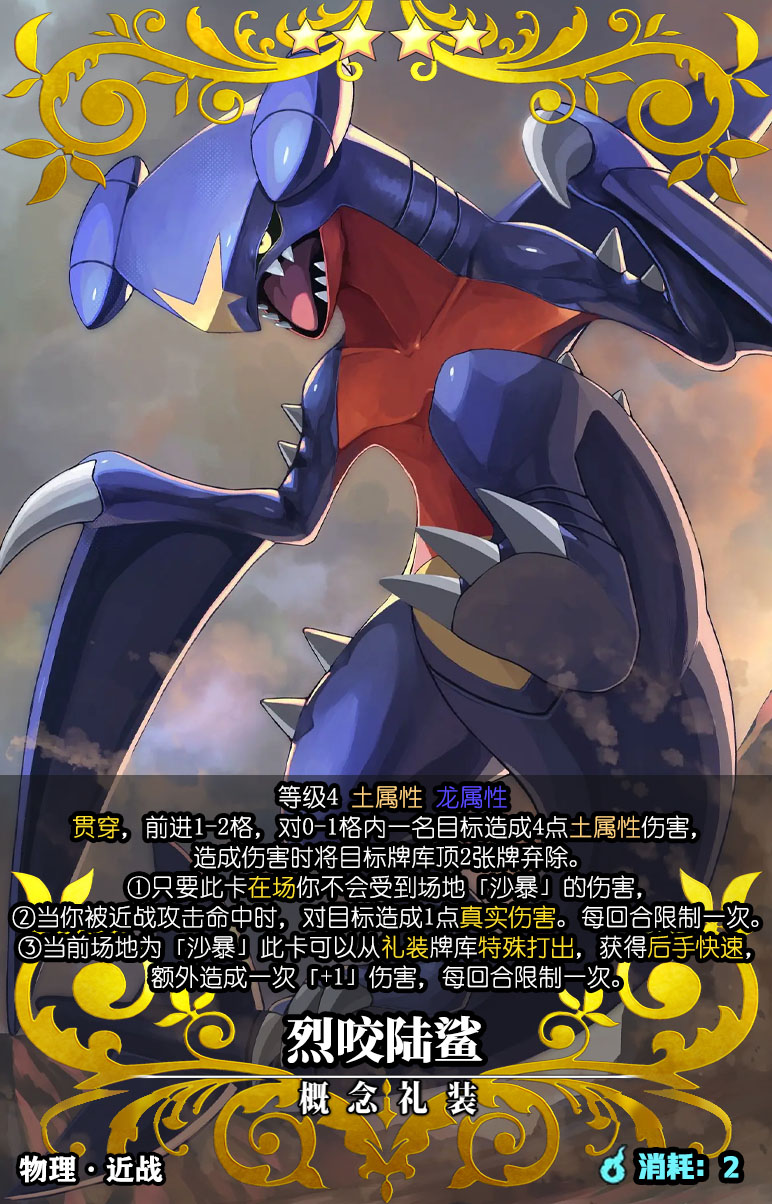 等级4 土属性 龙属性
贯穿，前进1-2格，对0-1格内一名目标造成4点土属性伤害，
造成伤害时将目标牌库顶2张牌弃除。
①只要此卡在场你不会受到场地「沙暴」的伤害，
②当你被近战攻击命中时，对目标造成1点真实伤害。每回合限制一次。
③当前场地为「沙暴」此卡可以从礼装牌库特殊打出，获得后手快速，
额外造成一次「+1」伤害，每回合限制一次。
烈咬陆鲨
概念礼装
物理·近战
消耗：2